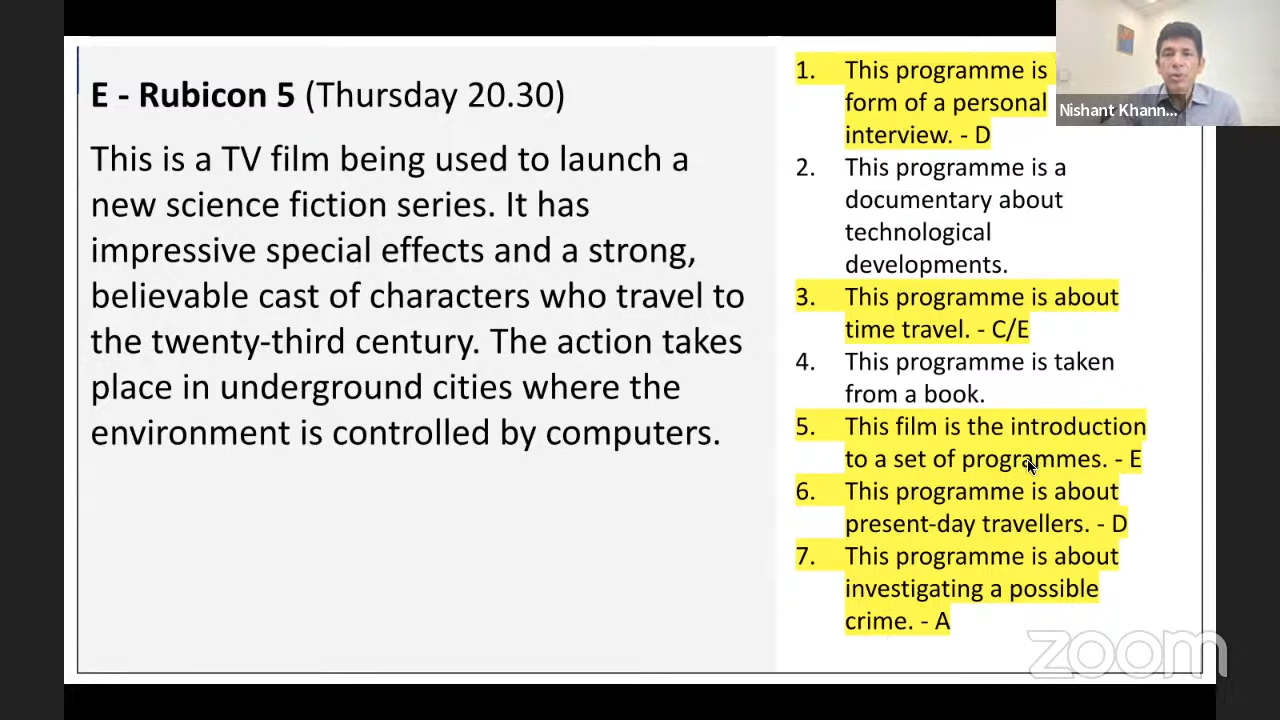 E - Rubicon 5 (Thursday 20.30)
This is a TV film being used to launch a
new science fiction series. It has
impressive special effects and a strong,
believable cast of characters who travel to
the twenty-third century. The action takes
place in underground cities where the
environment is controlled by computers.
1. This programme is
form of a personal
interview. - D
2. This programme is a
documentary about
technological
developments.
3. This programme is about
time travel. - C/E
4. This programme is taken
from a book.
5. This film is the introduction
to a set of programmes. - E
6. This programme is about
present-day travellers. - D
7. This programme is about
investigating a possible
crime. - A
Nishant Khann...
zoom